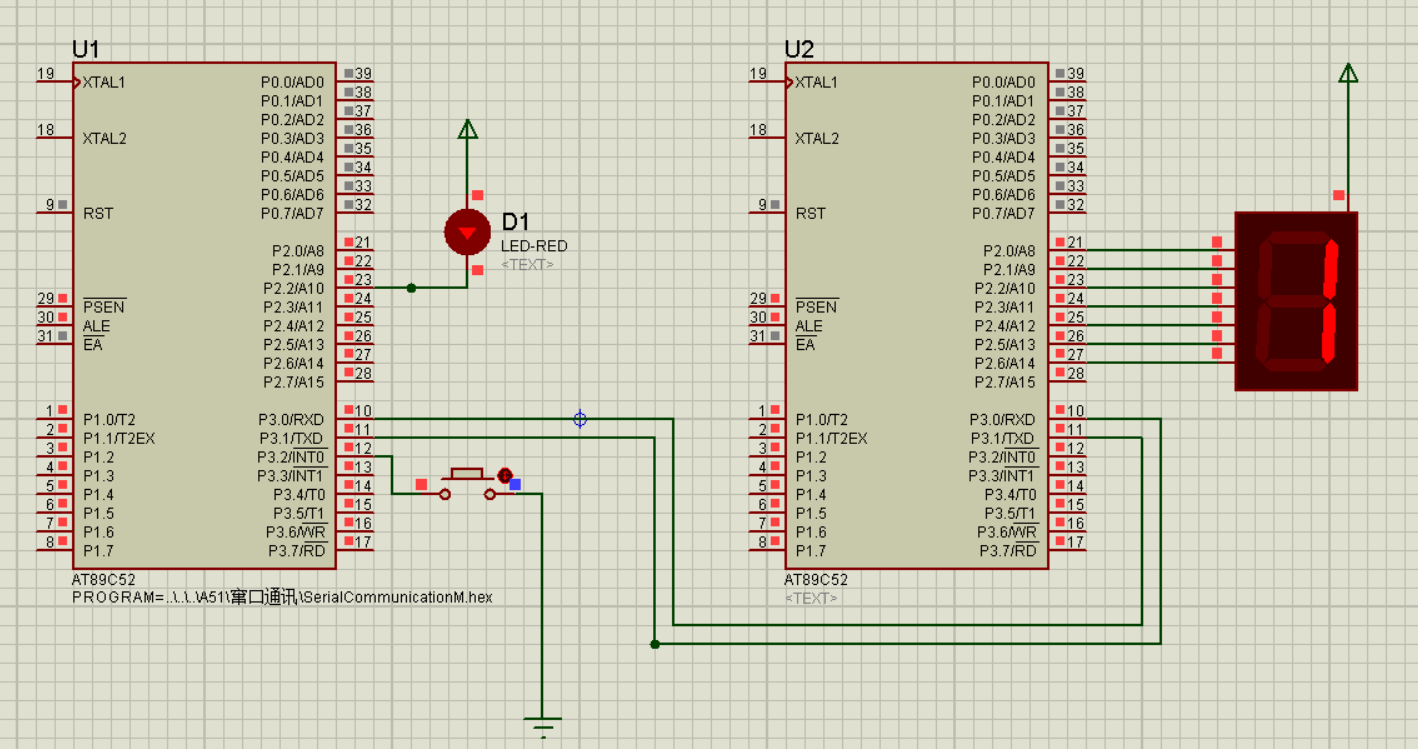 U1
19
XTAL1
18
XTAL2
9
RST
29
PSEN
30
ALE
31
EA
1
P1.0/T2
2
P1.1/T2EX
3
P1.2
4
P1.3
5
P1.4
6
P1.5
7
P1.6
8
P1.7
P0.0/AD0
39
P0.1/AD1
38
P0.2/AD2
37
P0.3/AD3
36
P0.4/AD4
35
P0.5/AD5
34
P0.6/AD6
33
P0.7/AD7
32
P2.0/A8
21
P2.1/A9
22
P2.2/A10
23
P2.3/A11
24
P2.4/A12
25
P2.5/A13
26
P2.6/A14
27
P2.7/A15
28
P3.0/RXD
10
P3.1/TXD
11
P3.2/INT0
12
P3.3/INT1
13
P3.4/T0
14
P3.5/T1
15
P3.6/WR
16
P3.7/RD
17
AT89C52
PROGRAM=..\..\..\A51\窜口通讯\SerialCommunicationM.hex
D1
LED-RED
<TEXT>
U2
19
XTAL1
18
XTAL2
9
RST
29
PSEN
30
ALE
31
EA
1
P1.0/T2
2
P1.1/T2EX
3
P1.2
4
P1.3
5
P1.4
6
P1.5
7
P1.6
8
P1.7
P0.0/AD0
39
P0.1/AD1
38
P0.2/AD2
37
P0.3/AD3
36
P0.4/AD4
35
P0.5/AD5
34
P0.6/AD6
33
P0.7/AD7
32
P2.0/A8
21
P2.1/A9
22
P2.2/A10
23
P2.3/A11
24
P2.4/A12
25
P2.5/A13
26
P2.6/A14
27
P2.7/A15
28
P3.0/RXD
10
P3.1/TXD
11
P3.2/INT0
12
P3.3/INT1
13
P3.4/T0
14
P3.5/T1
15
P3.6/WR
16
P3.7/RD
17
AT89C52
<TEXT>
1